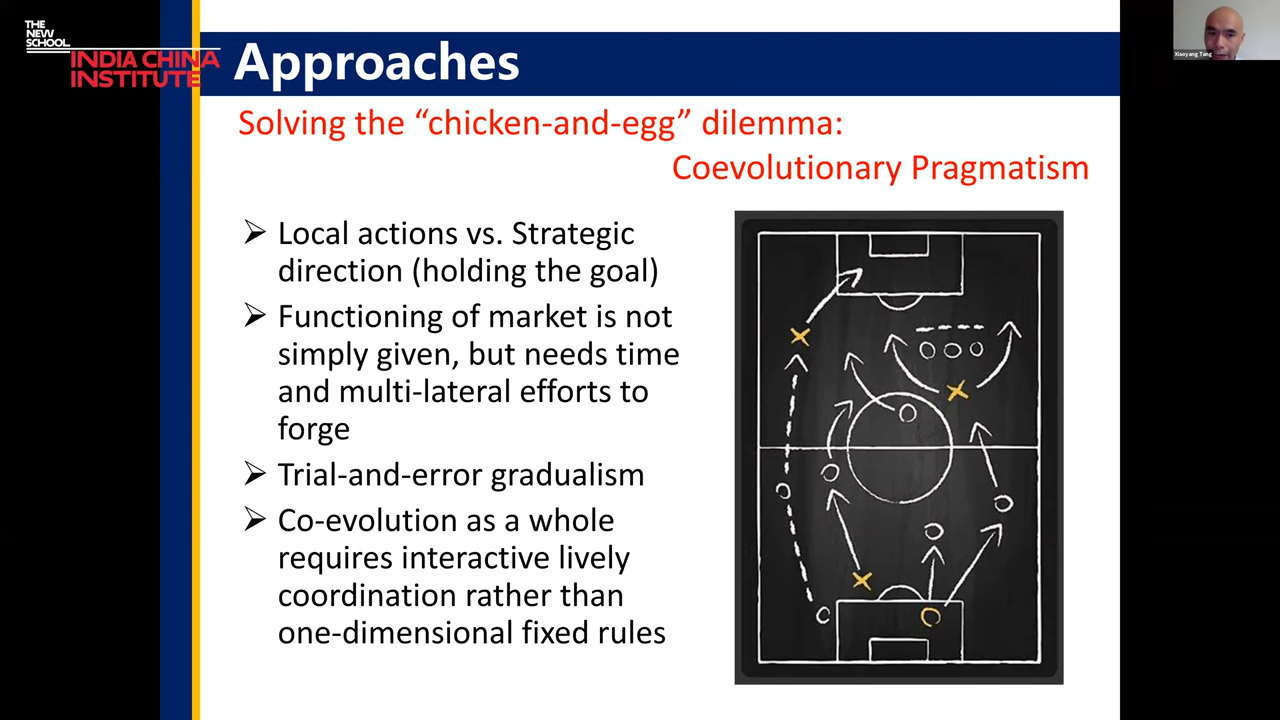 THE
NEW
SCHOOL
INDIA CHINA
INSTITUTE
Approaches
Xiaoyang Tang
Solving the “chicken-and-egg” dilemma:
Coevolutionary Pragmatism
Local actions vs. Strategic
direction (holding the goal)
Functioning of market is not
simply given, but needs time
and multi-lateral efforts to
forge
Trial-and-error gradualism
Co-evolution as a whole
requires interactive lively
coordination rather than
one-dimensional fixed rules